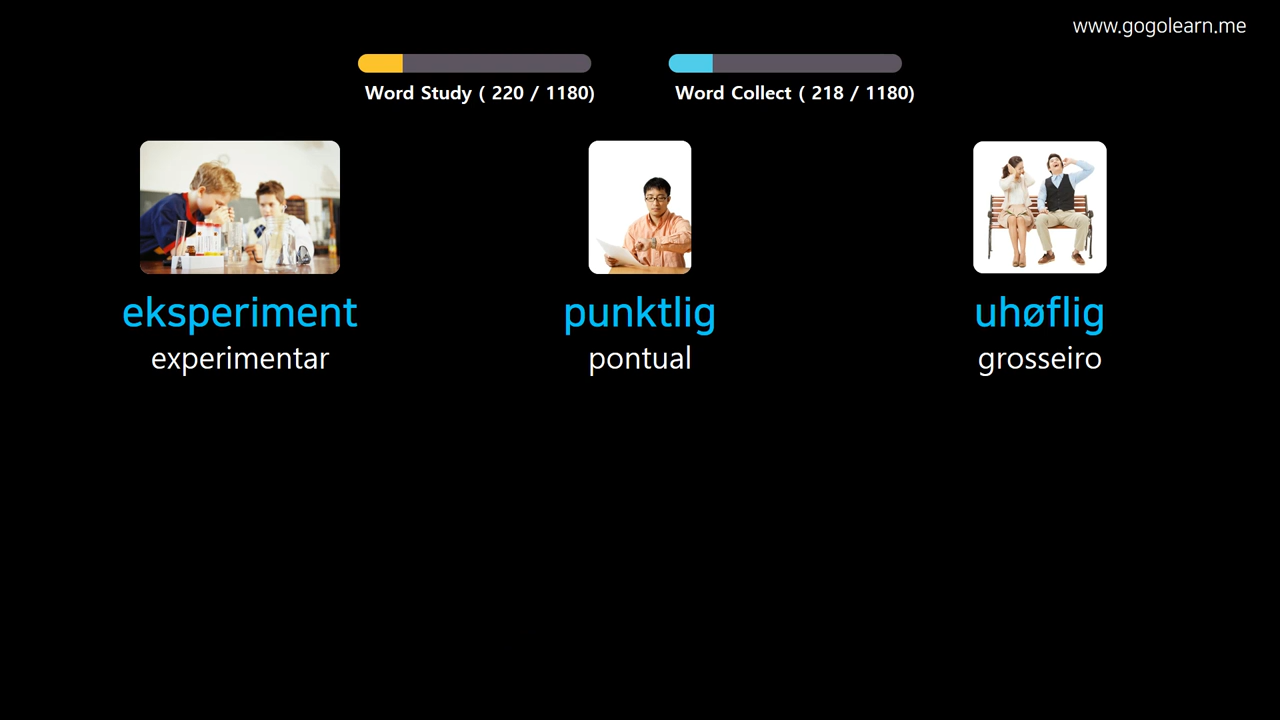 www.gogolearn.me
Word Study ( 220 / 1180)
Word Collect ( 218 / 1180)
eksperiment
experimentar
punktlig
pontual
uhøflig
grosseiro